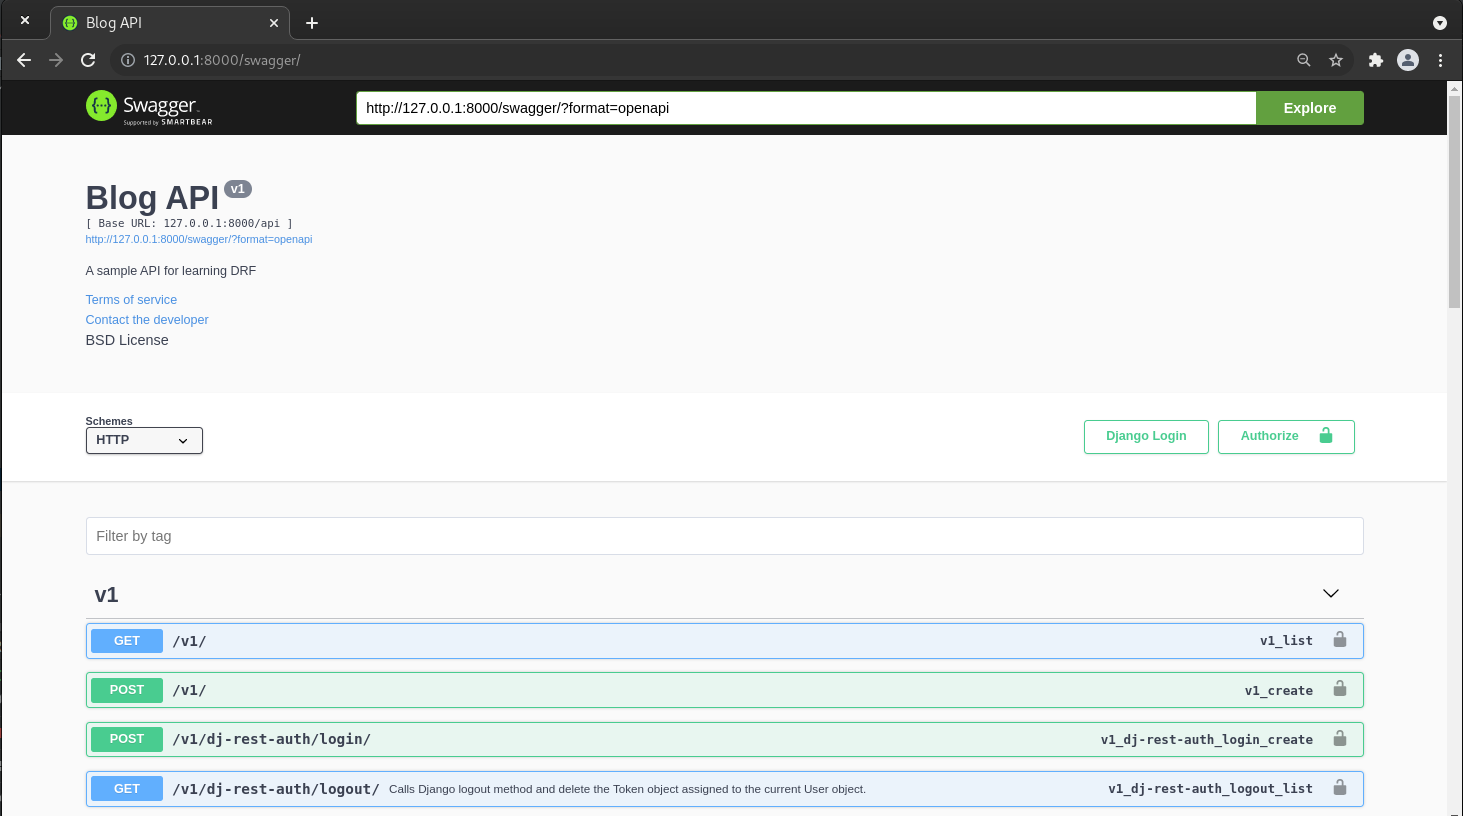 Blog API
127.0.0.1:8000/swagger/
Swagger
Supported by SMARTBEAR
http://127.0.0.1:8000/swagger/?format=openapi
Explore
Blog API v1
[ Base URL: 127.0.0.1:8000/api ]
http://127.0.0.1:8000/swagger/?format=openapi
A sample API for learning DRF
Terms of service
Contact the developer
BSD License
Schemes
HTTP
Django Login
Authorize
Filter by tag
v1
GET /v1/ v1_list
POST /v1/ v1_create
POST /v1/dj-rest-auth/login/ v1_dj-rest-auth_login_create
GET /v1/dj-rest-auth/logout/ Calls Django logout method and delete the Token object assigned to the current User object. v1_dj-rest-auth_logout_list